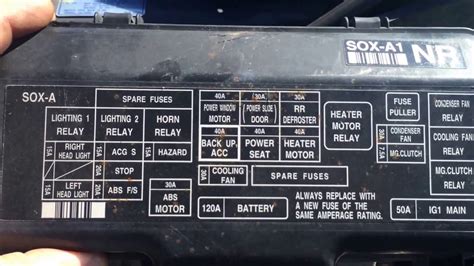 SOX-A1
NR
SOX-A
SPARE FUSES
LIGHTING 1 RELAY
LIGHTING 2 RELAY
HORN RELAY
15A
RIGHT HEAD LIGHT
ACG S
15A
HAZARD
20A
STOP
15A
LEFT HEAD LIGHT
20A
ABS F/S
30A
ABS MOTOR
40A
POWER WINDOW MOTOR
30A
(POWER SLIDE) DOOR
30A
RR DEFROSTER
40A
BACK UP, ACC
40A
POWER SEAT
40A
HEATER MOTOR
30A
COOLING FAN
SPARE FUSES
120A
BATTERY
HEATER MOTOR RELAY
FUSE PULLER
30A
CONDENSER FAN
7.5A
MG.CLUTCH
CONDENSER FAN RELAY
COOLING FAN RELAY
MG.CLUTCH RELAY
ALWAYS REPLACE WITH
A NEW FUSE OF THE
SAME AMPERAGE RATING.
50A
IG1 MAIN